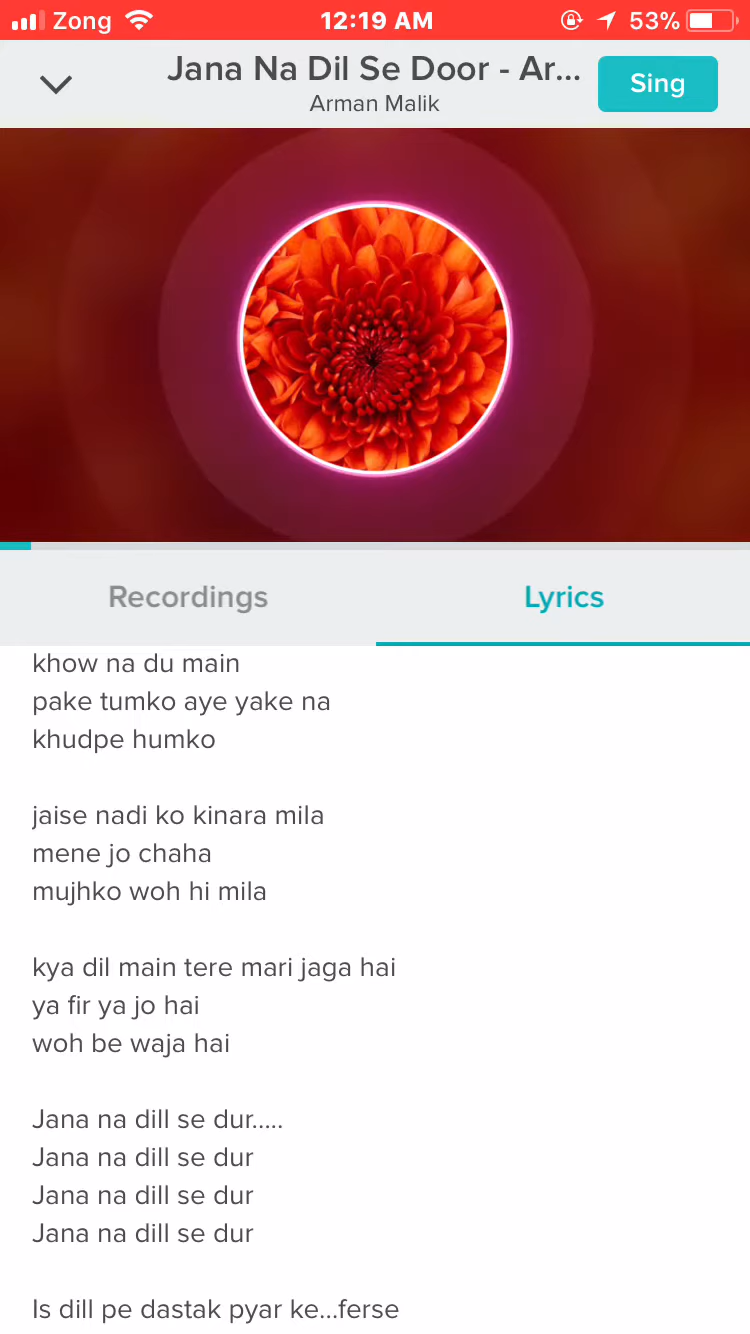 Zong 12:19 AM 53%
Jana Na Dil Se Door - Ar...
Arman Malik
Sing
Recordings Lyrics
khow na du main
pake tumko aye yake na
khudpe humko
jaise nadi ko kinara mila
mene jo chaha
mujhko woh hi mila
kya dil main tere mari jaga hai
ya fir ya jo hai
woh be waja hai
Jana na dill se dur.....
Jana na dill se dur
Jana na dill se dur
Jana na dill se dur
Is dill pe dastak pyar ke...ferse